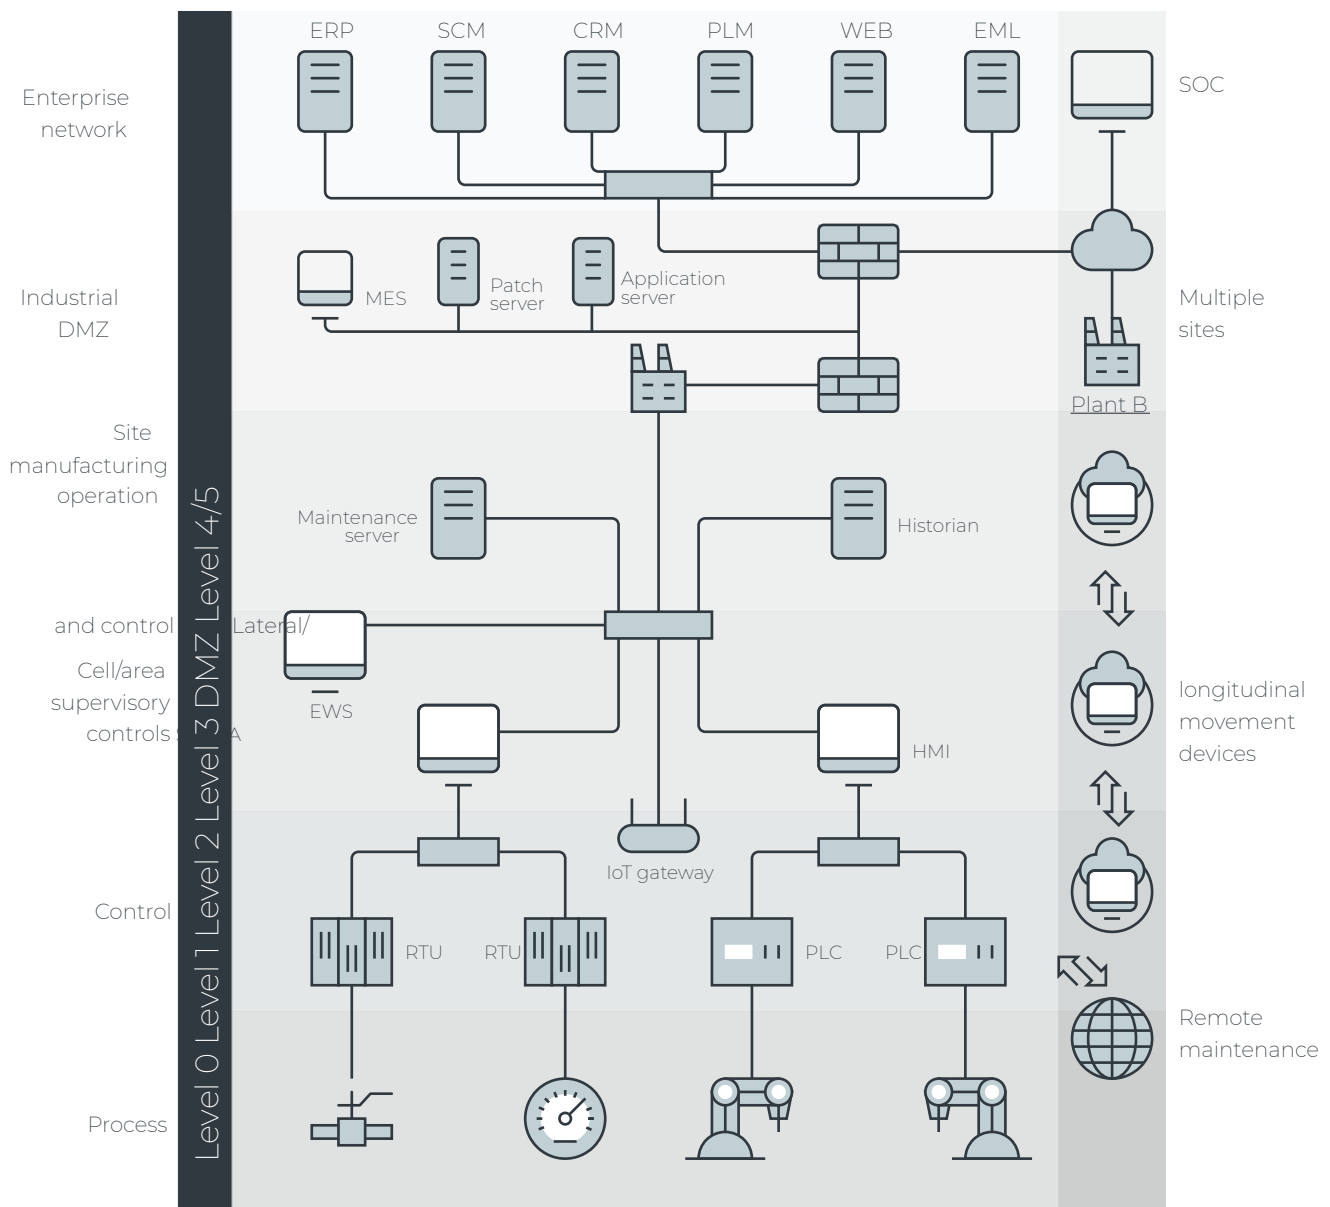 ERP SCM CRM PLM WEB EML
SOC
Enterprise
network
Industrial
DMZ
MES
Patch
server
Application
server
Multiple
sites
Plant B
Site
manufacturing
operation
Maintenance
server
Historian
and control
Lateral/
Cell/area
supervisory
controls
EWS
HMI
longitudinal
movement
devices
IoT gateway
Control
RTU RTU PLC PLC
Remote
maintenance
Process
Level 0 Level 1 Level 2 Level 3 DMZ Level 4/5